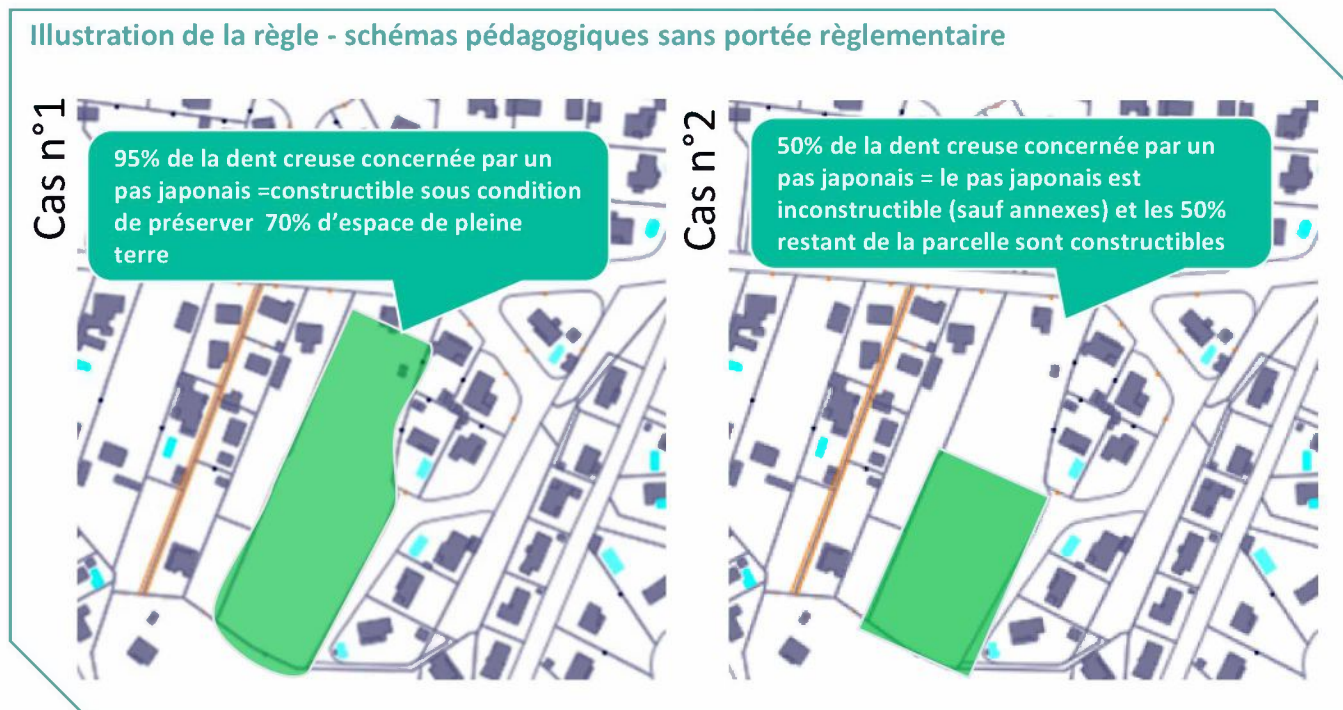 Illustration de la règle - schémas pédagogiques sans portée règlementaire
Cas n°1
95% de la dent creuse concernée par un
pas japonais =constructible sous condition
de préserver 70% d'espace de pleine
terre
Cas n°2
50% de la dent creuse concernée par un
pas japonais = le pas japonais est
inconstructible (sauf annexes) et les 50%
restant de la parcelle sont constructibles